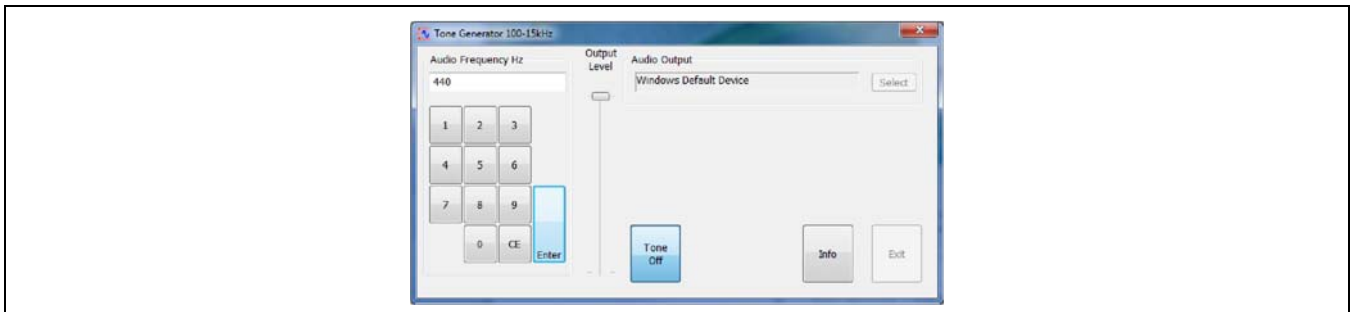 Tone Generator 100-15kHz
Audio Frequency Hz
440
1 2 3
4 5 6
7 8 9
0 CE
Enter
Output
Level
Audio Output
Windows Default Device
Select
Tone
Off
Info
Exit